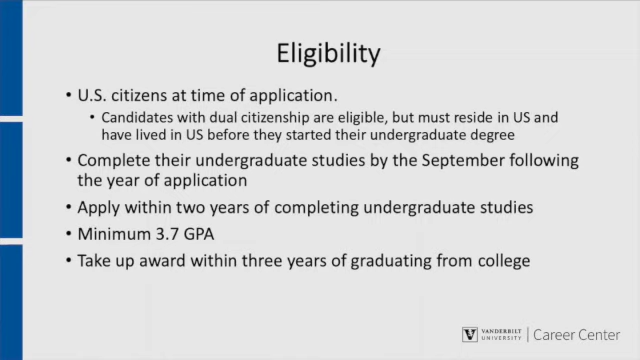 Eligibility
• U.S. citizens at time of application.
• Candidates with dual citizenship are eligible, but must reside in US and
have lived in US before they started their undergraduate degree
• Complete their undergraduate studies by the September following
the year of application
• Apply within two years of completing undergraduate studies
• Minimum 3.7 GPA
• Take up award within three years of graduating from college
V VANDERBILT
UNIVERSITY | Career Center